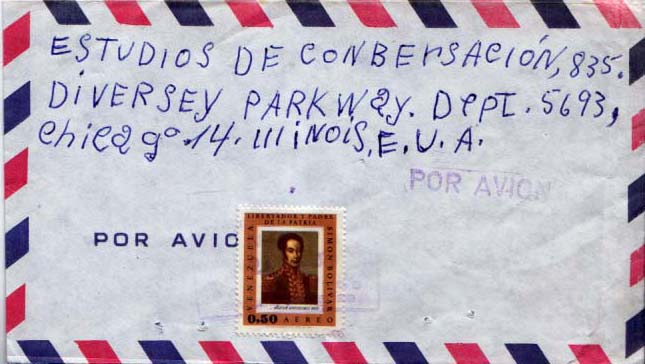 ESTUDIOS DE CONBERSACIÓN, 835.
DIVERSEY PARKWay. DepT. 5693,
Chicago. 14. ILLINOIS, E. U. A.
POR AVION
POR AVIO
LIBERTADOR Y PADRE
DE LA PATRIA
VENEZUELA
SIMON BOLIVAR
0,50 AEREO